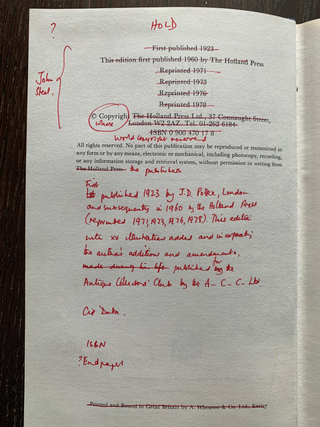 ?
HOLD
First published 1923
This edition first published 1960 by The Holland Press
Reprinted 1971
Reprinted 1973
Reprinted 1976
Reprinted 1978
John
© Copyright The Holland Press Ltd., 37 Connaught Street,
London W2 2AZ. Tel. 01-262 6184
ISBN 0 900 470 17 8
World copyright reserved
All rights reserved. No part of this publication may be reproduced or transmitted in
any form or by any means, electronic or mechanical, including photocopy, recording,
or any information storage and retrieval system, without permission in writing from
The Holland Press the publishers
First
published 1923 by J.D. Potter, London
and subsequently in 1960 by the Holland Press
(reprinted 1971, 1973, 1976, 1978). This edition
with xx illustrations added and incorporating
the author's additions and amendments,
made during his life published for by the
Antique Collectors' Club by the A-C-C Ltd.
ISBN
? Endpapers
Printed and Bound in Great Britain by A. Wheaton & Co. Ltd., Exeter